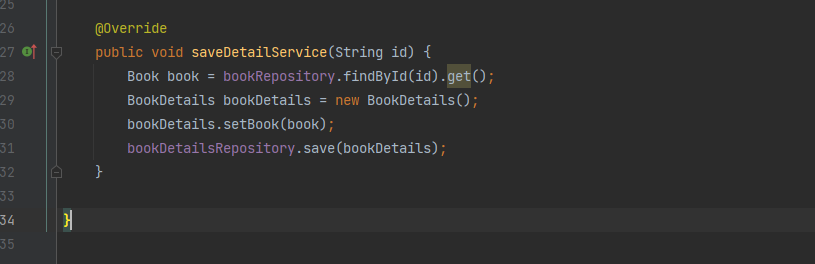 25
26 @Override
27 public void saveDetailService(String id) {
28 Book book = bookRepository.findById(id).get();
29 BookDetails bookDetails = new BookDetails();
30 bookDetails.setBook(book);
31 bookDetailsRepository.save(bookDetails);
32 }
33
34 }
35